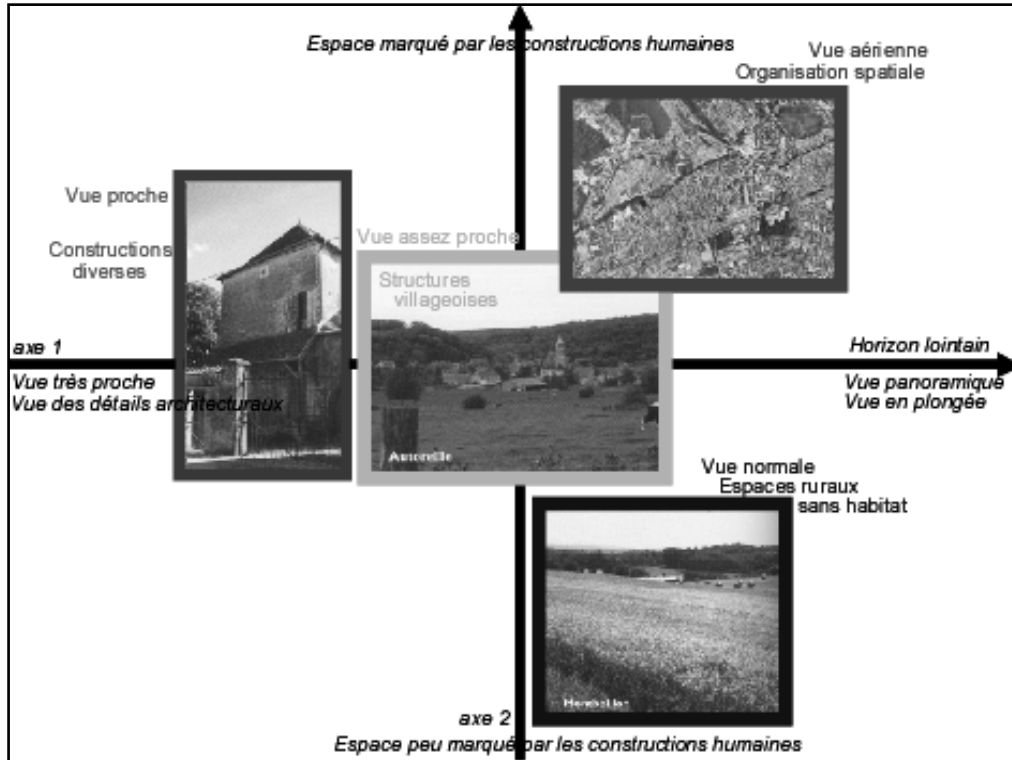 Espace marqué par les constructions humaines
Vue aérienne
Organisation spatiale
Vue proche
Constructions
diverses
Vue assez proche
Structures
villageoises
axe 1
Horizon lointain
Vue très proche
Vue des détails architecturaux
Vue panoramique
Vue en plongée
Autoreille
Vue normale
Espaces ruraux
sans habitat
axe 2
Espace peu marqué par les constructions humaines